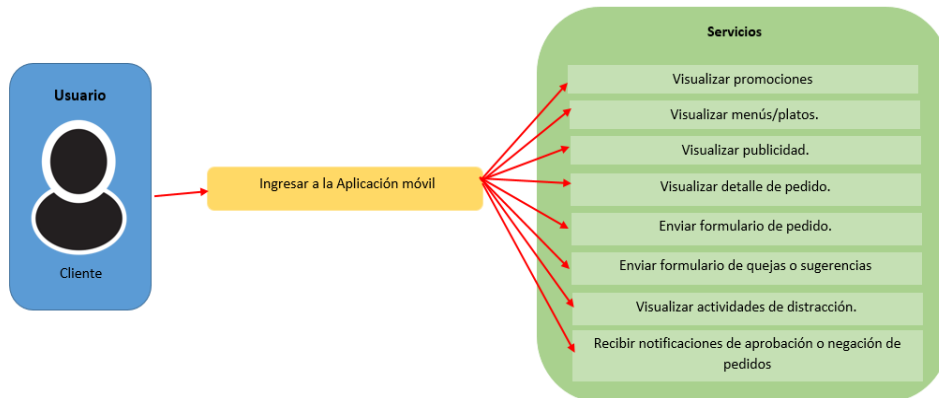 Usuario
Cliente
Ingresar a la Aplicación móvil
Servicios
Visualizar promociones
Visualizar menús/platos.
Visualizar publicidad.
Visualizar detalle de pedido.
Enviar formulario de pedido.
Enviar formulario de quejas o sugerencias
Visualizar actividades de distracción.
Recibir notificaciones de aprobación o negación de
pedidos